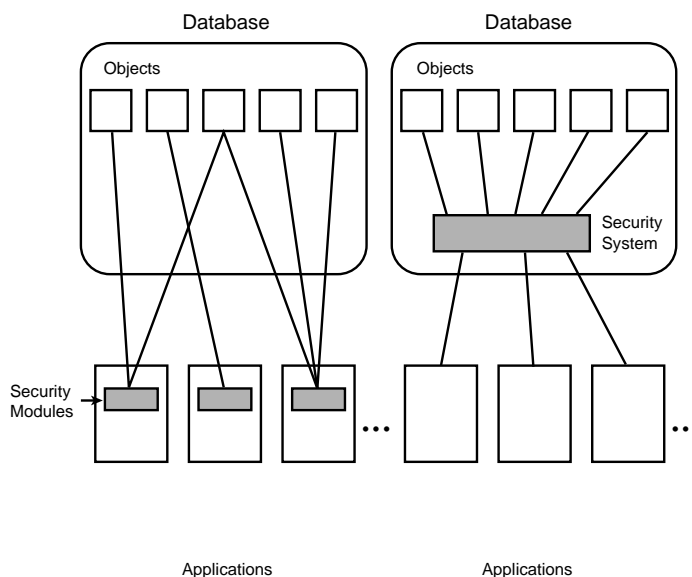 Database
Objects
Database
Objects
Security
System
Security
Modules
Applications
Applications